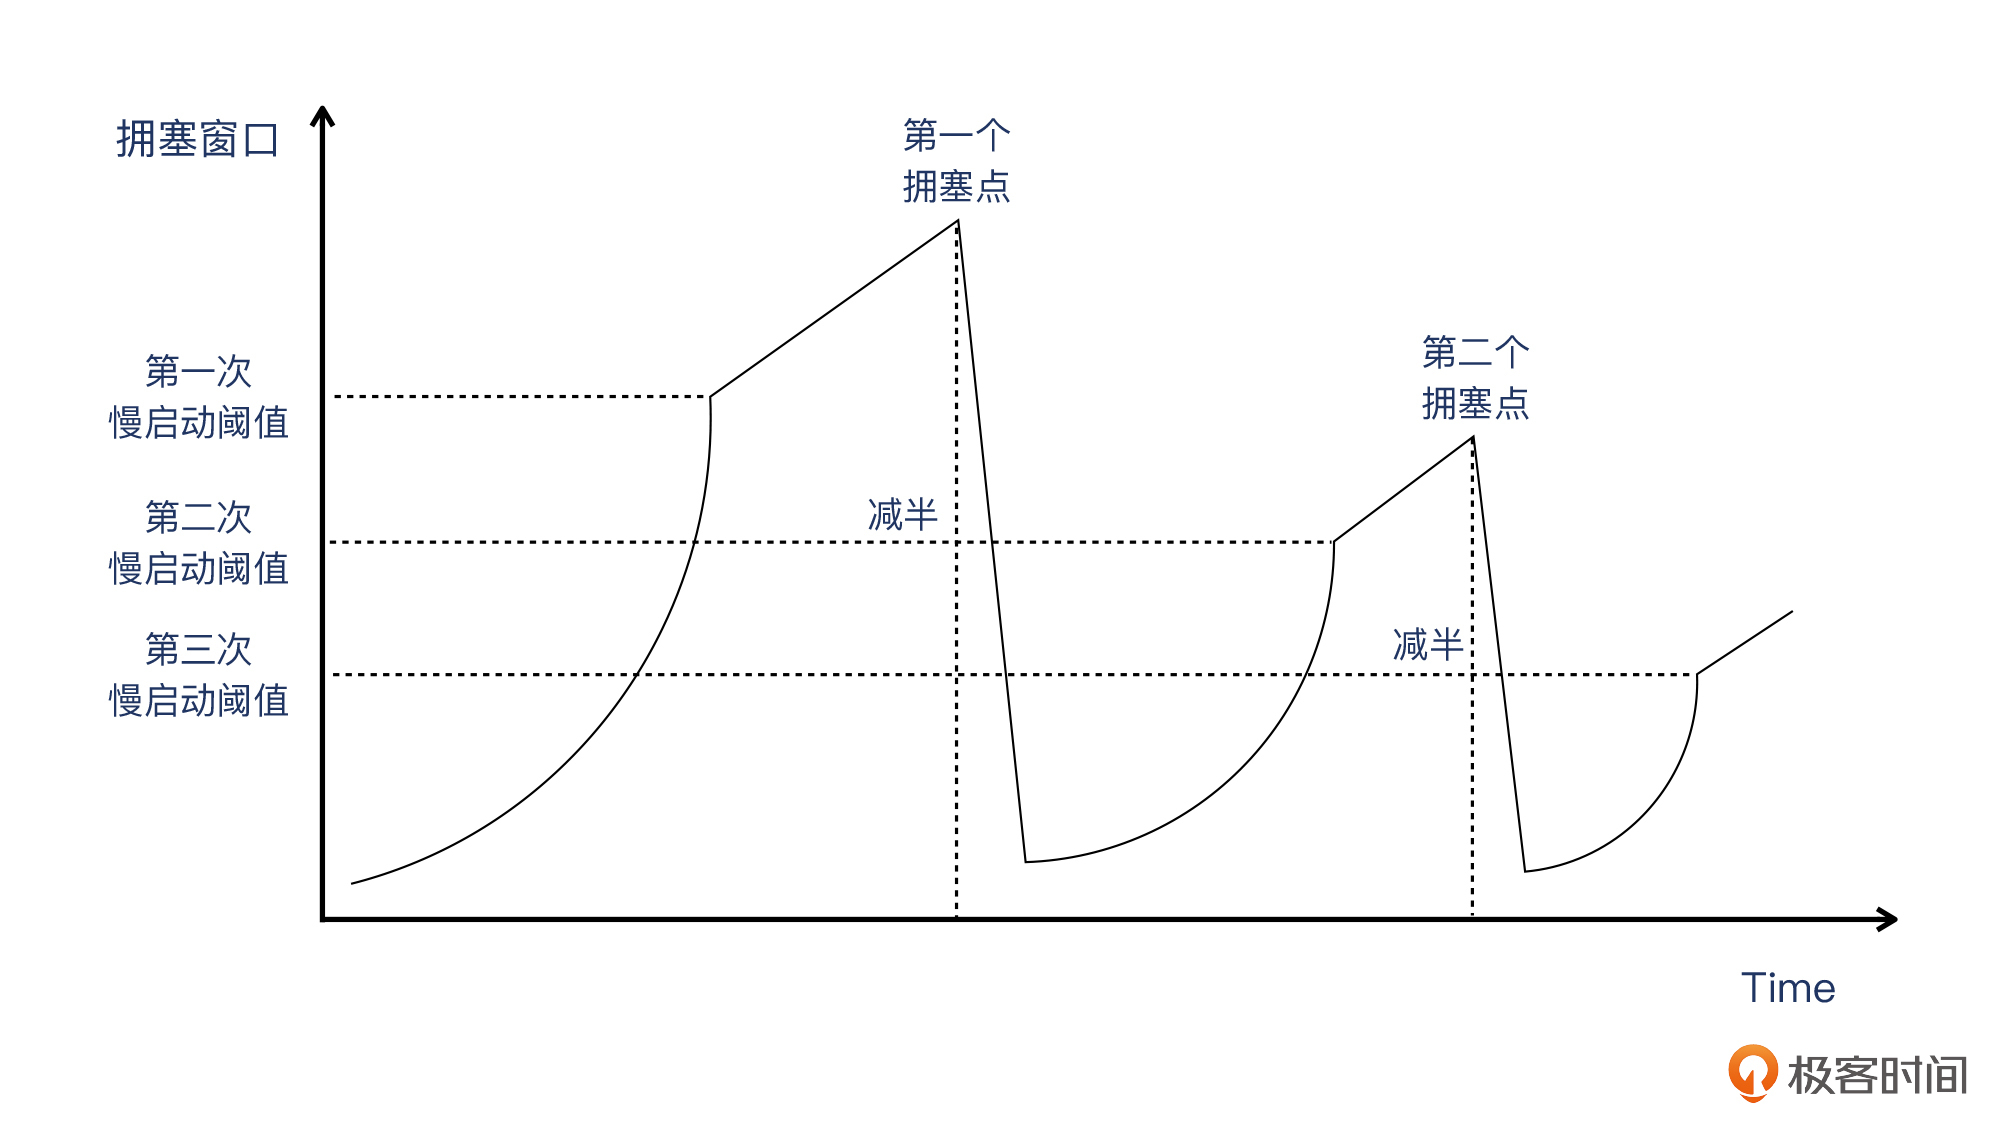 拥塞窗口
第一个
拥塞点
第二个
拥塞点
第一次
慢启动阈值
减半
第二次
慢启动阈值
减半
第三次
慢启动阈值
Time
极客时间